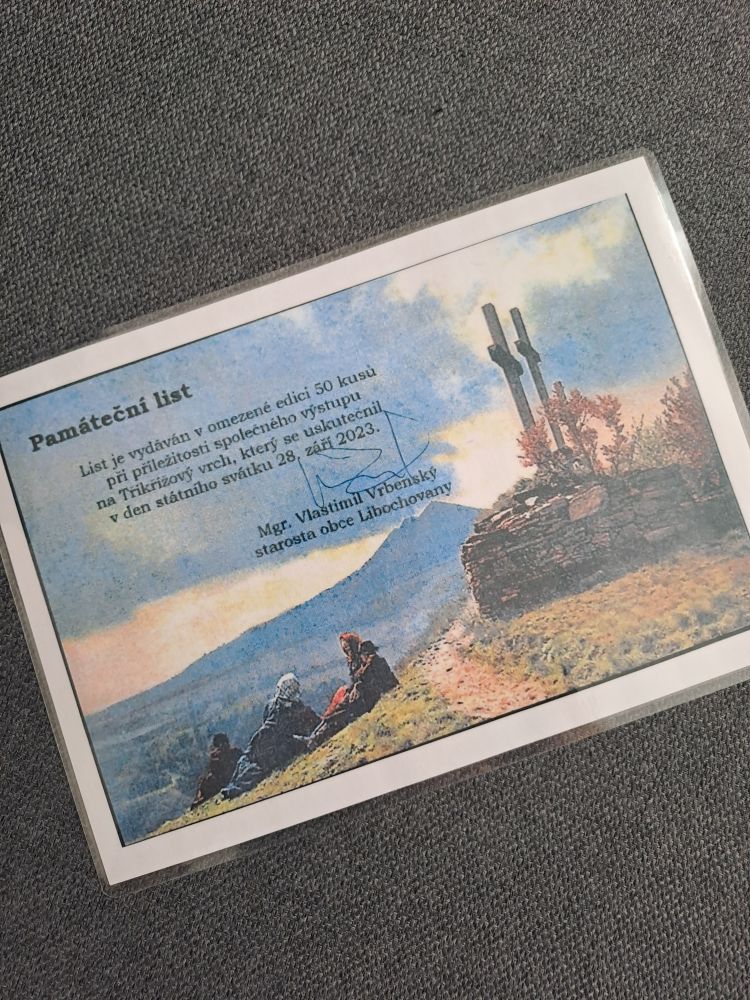 Památeční list
List je vydáván v omezené edici 50 kusů
při příležitosti společného výstupu
na Tříkřížový vrch, který se uskutečnil
v den státního svátku 28. září 2023.
Mgr. Vlastimil Vrbenský
starosta obce Libochovany